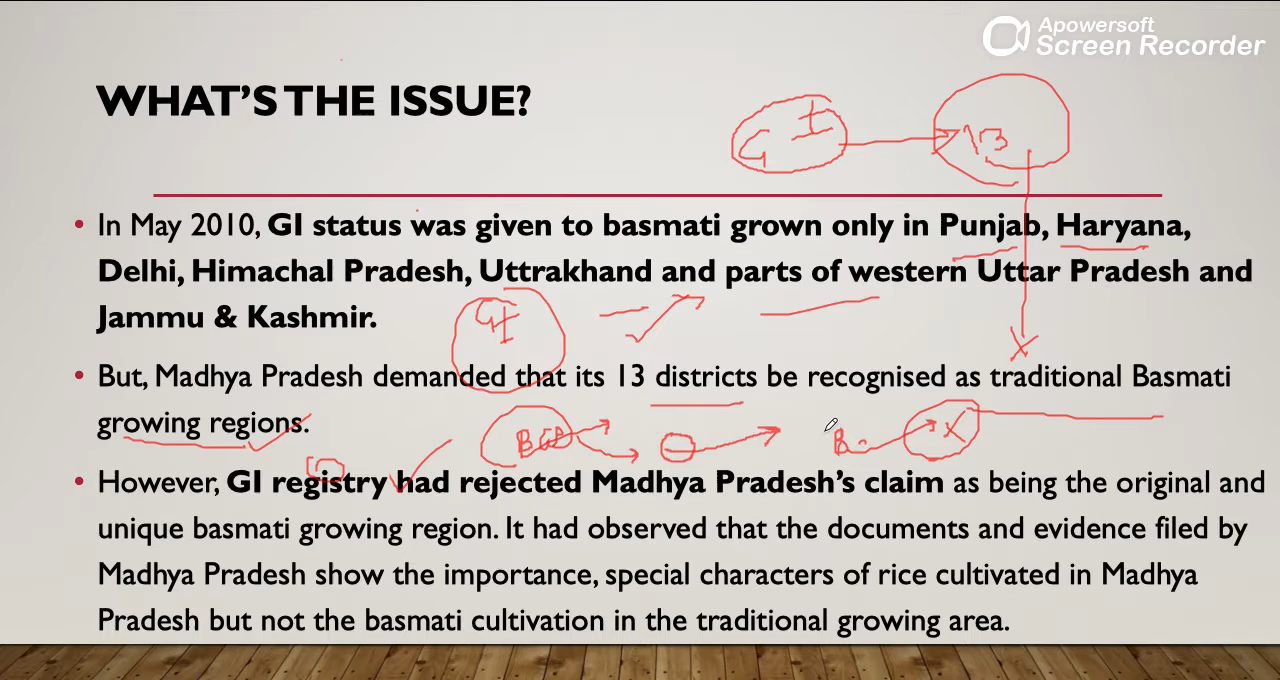 Apowersoft
Screen Recorder
WHAT'S THE ISSUE?
GI
13
• In May 2010, GI status was given to basmati grown only in Punjab, Haryana,
Delhi, Himachal Pradesh, Uttrakhand and parts of western Uttar Pradesh and
Jammu & Kashmir.
GI
• But, Madhya Pradesh demanded that its 13 districts be recognised as traditional Basmati
growing regions.
• However, GI registry had rejected Madhya Pradesh's claim as being the original and
unique basmati growing region. It had observed that the documents and evidence filed by
Madhya Pradesh show the importance, special characters of rice cultivated in Madhya
Pradesh but not the basmati cultivation in the traditional growing area.